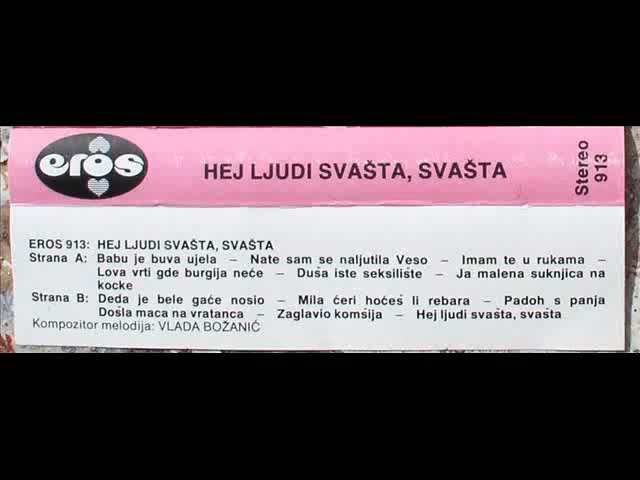 eros
HEJ LJUDI SVAŠTA, SVAŠTA
Stereo
913
EROS 913: HEJ LJUDI SVAŠTA, SVAŠTA
Strana A: Babu je buva ujela – Nate sam se naljutila Veso – Imam te u rukama –
Lova vrti gde burgija neće – Duša iste seksilište – Ja malena suknjica na
kocke
Strana B: Deda je bele gaće nosio – Mila ćeri hoćeš li rebara – Padoh s panja
Došla maca na vratanca – Zaglavio komšija – Hej ljudi svašta, svašta
Kompozitor melodija: VLADA BOŽANIĆ